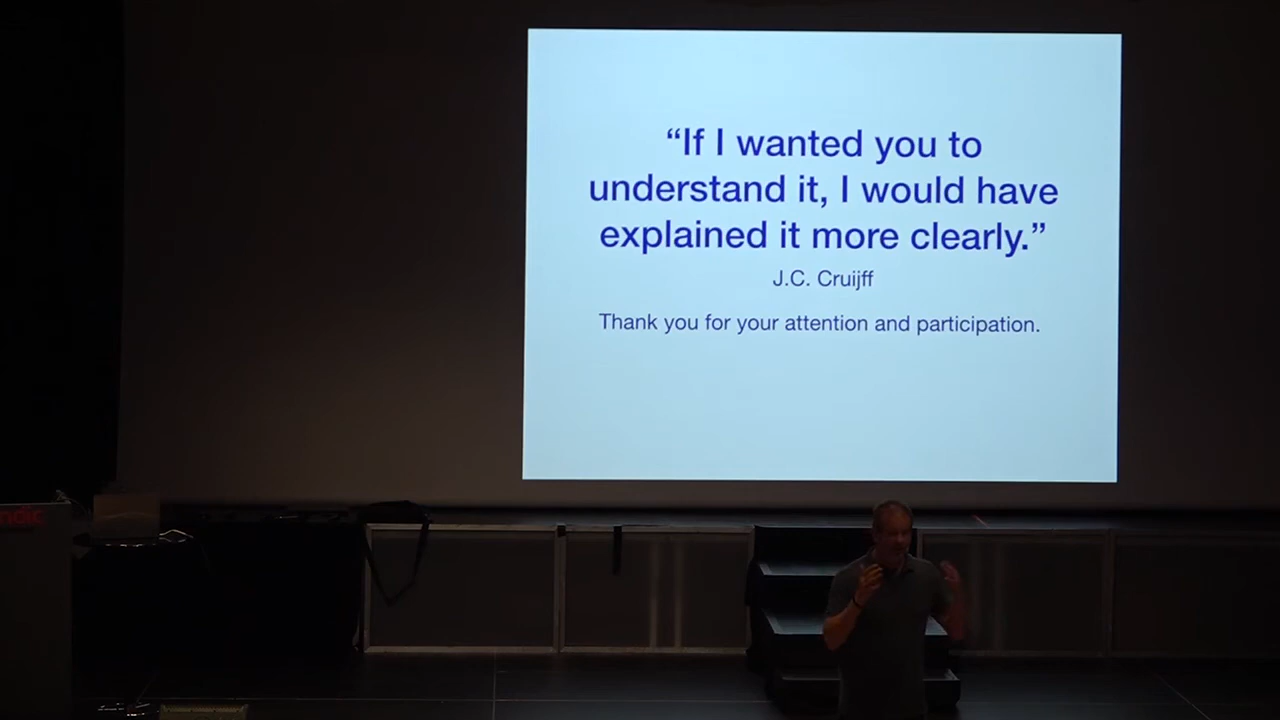 “If I wanted you to
understand it, I would have
explained it more clearly.”
J.C. Cruijff
Thank you for your attention and participation.